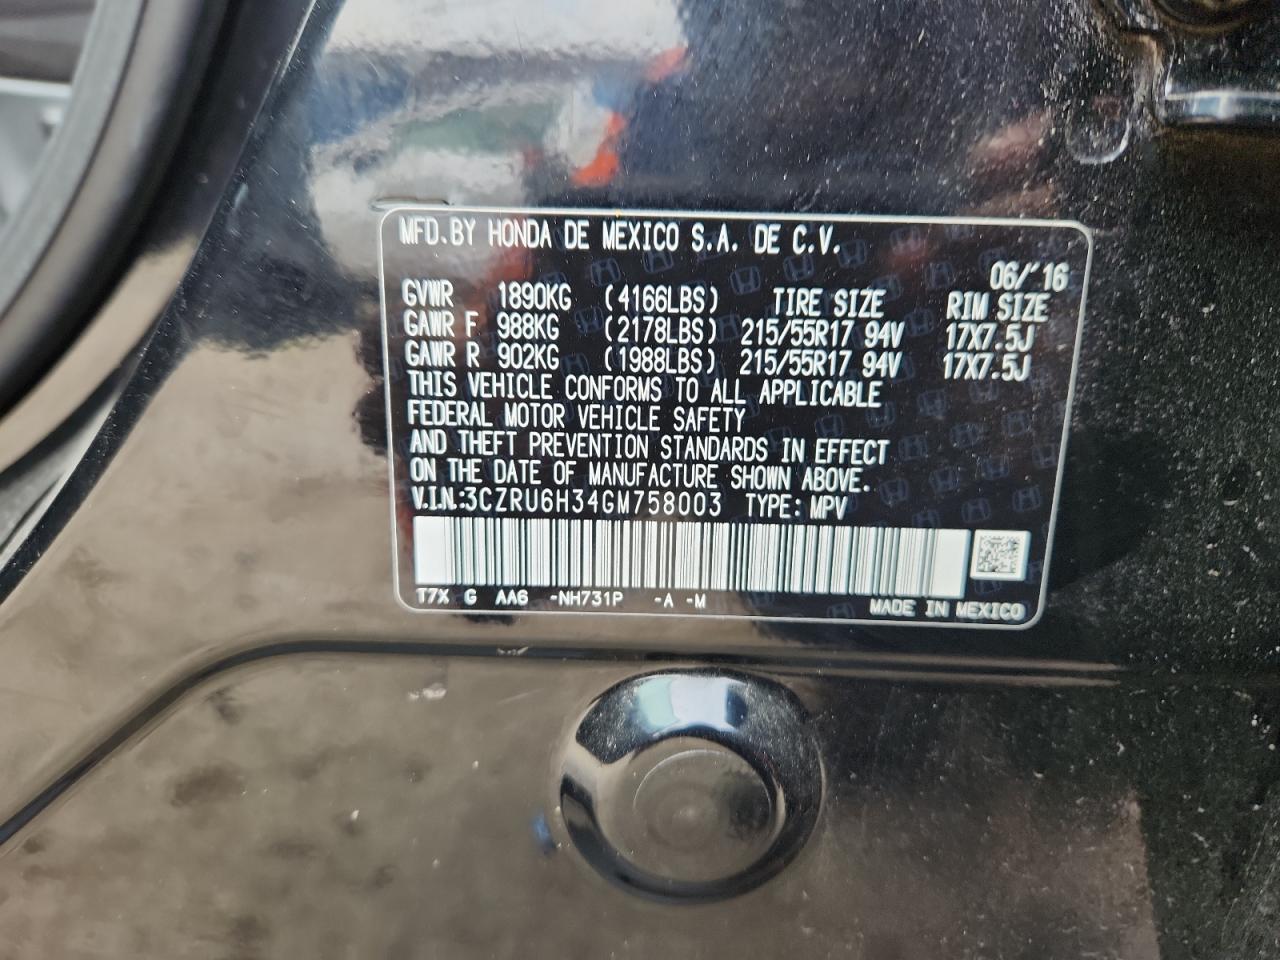 MFD.BY HONDA DE MEXICO S.A. DE C.V.
06/'16
GVWR 1890KG (4166LBS) TIRE SIZE RIM SIZE
GAWR F 988KG (2178LBS) 215/55R17 94V 17X7.5J
GAWR R 902KG (1988LBS) 215/55R17 94V 17X7.5J
THIS VEHICLE CONFORMS TO ALL APPLICABLE
FEDERAL MOTOR VEHICLE SAFETY
AND THEFT PREVENTION STANDARDS IN EFFECT
ON THE DATE OF MANUFACTURE SHOWN ABOVE.
V.I.N.:3CZRU6H34GM758003 TYPE: MPV
T7X G AA6 -NH731P -A -M
MADE IN MEXICO